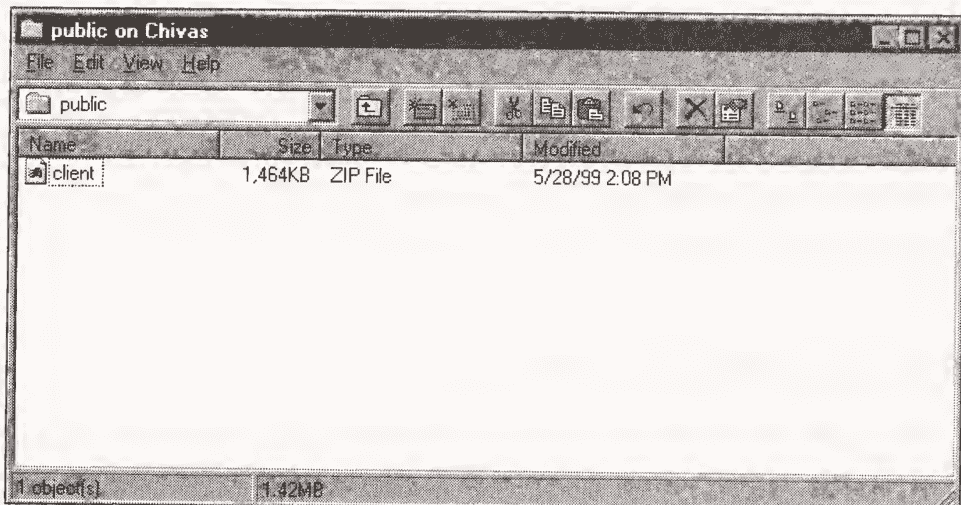 public on Chivas
File Edit View Help
public
Name Size Type Modified
client 1,464KB ZIP File 5/28/99 2:08 PM
1 object(s) 1.42MB